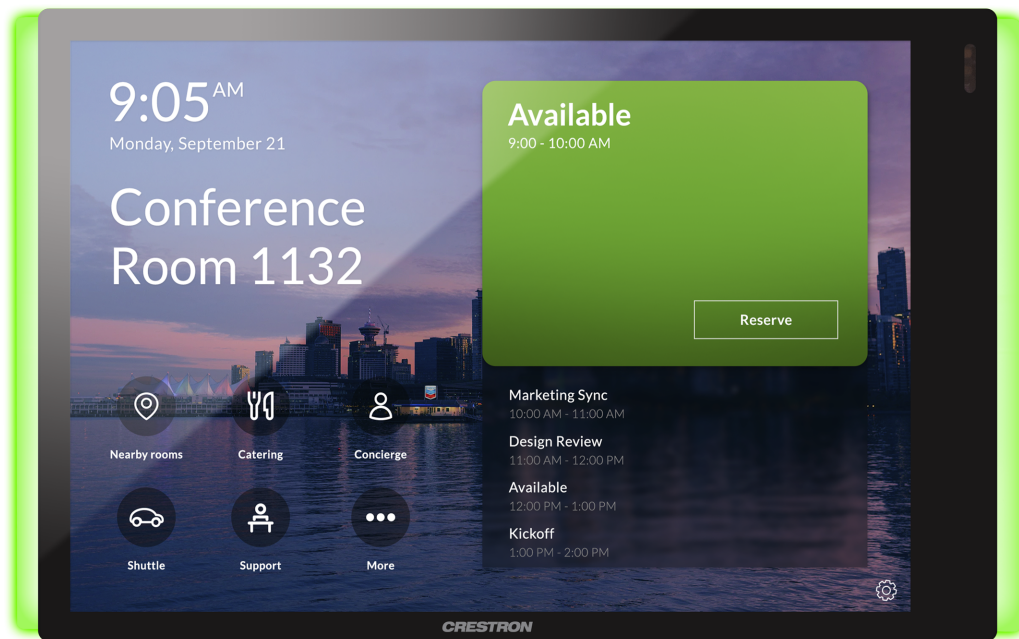 9:05 AM
Monday, September 21
Conference
Room 1132
Nearby rooms
Catering
Concierge
Shuttle
Support
More
Available
9:00 - 10:00 AM
Reserve
Marketing Sync
10:00 AM - 11:00 AM
Design Review
11:00 AM - 12:00 PM
Available
12:00 PM - 1:00 PM
Kickoff
1:00 PM - 2:00 PM
CRESTRON